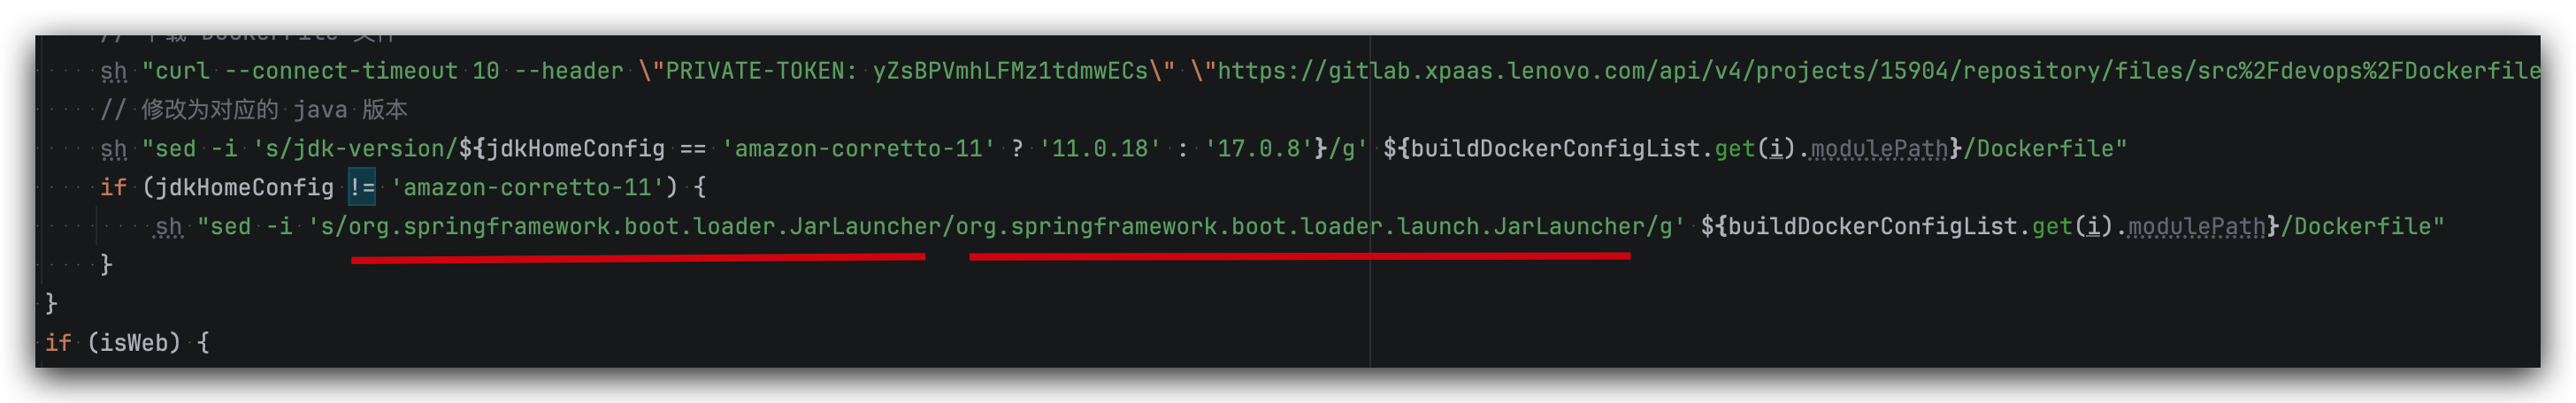 sh "curl --connect-timeout 10 --header \"PRIVATE-TOKEN: yZsBPVmhLFMz1tdmwECs\" \"https://gitlab.xpaas.lenovo.com/api/v4/projects/15904/repository/files/src%2Fdevops%2FDockerfile
// 修改为对应的 java 版本
sh "sed -i 's/jdk-version/${jdkHomeConfig == 'amazon-corretto-11' ? '11.0.18' : '17.0.8'}/g' ${buildDockerConfigList.get(i).modulePath}/Dockerfile"
if (jdkHomeConfig != 'amazon-corretto-11') {
sh "sed -i 's/org.springframework.boot.loader.JarLauncher/org.springframework.boot.loader.launch.JarLauncher/g' ${buildDockerConfigList.get(i).modulePath}/Dockerfile"
}
}
if (isWeb) {